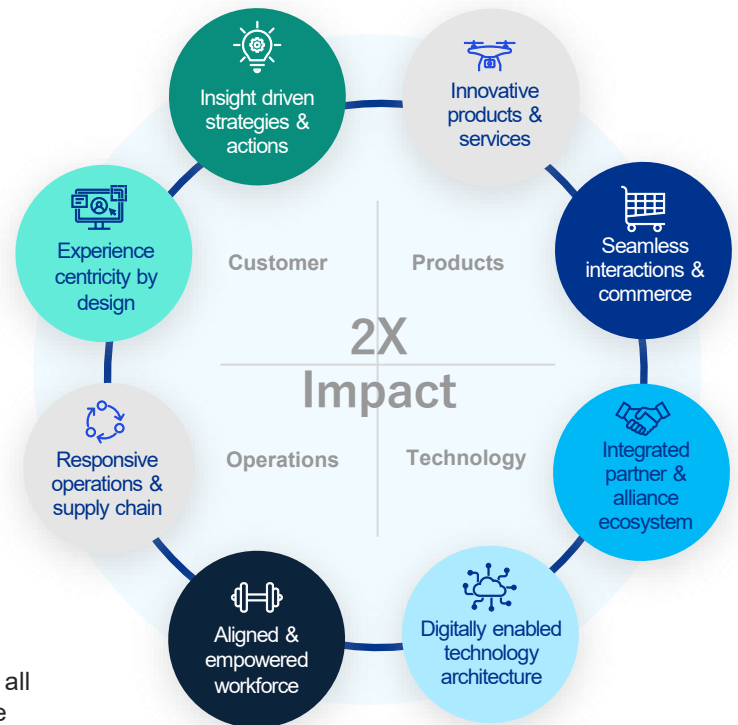 Insight driven
strategies &
actions
Innovative
products &
services
Experience
centricity by
design
Customer
Products
Seamless
interactions &
commerce
2X
Impact
Responsive
operations &
supply chain
Operations
Technology
Integrated
partner &
alliance
ecosystem
Aligned &
empowered
workforce
Digitally enabled
technology
architecture
all